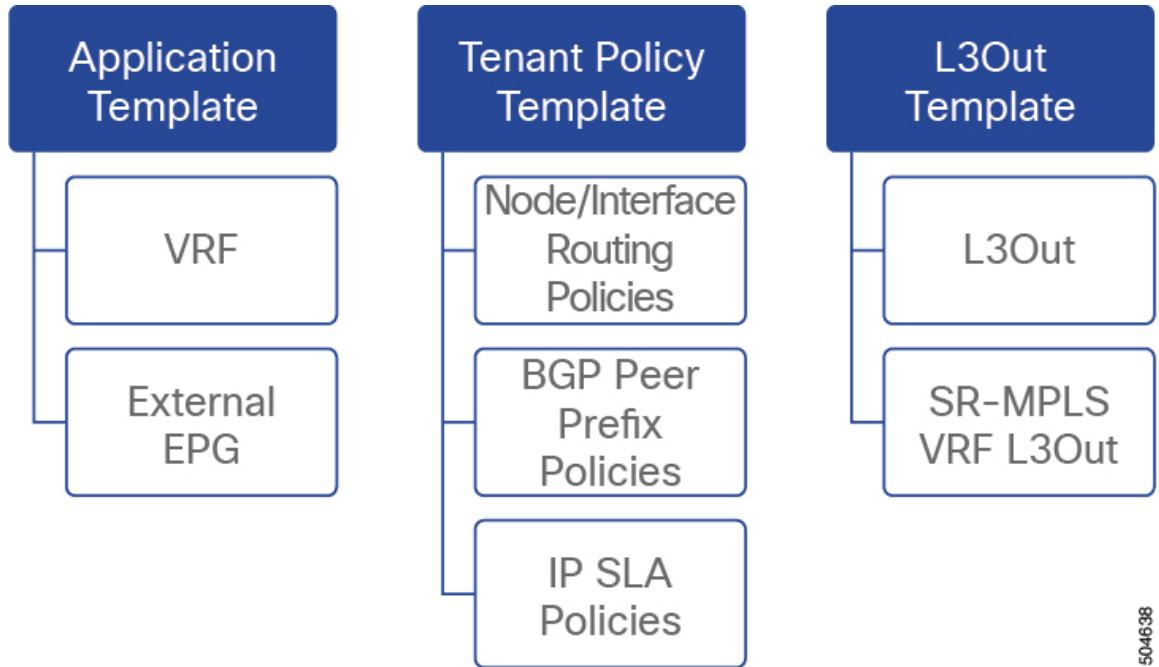 Application
Template
VRF
External
EPG
Tenant Policy
Template
Node/Interface
Routing
Policies
BGP Peer
Prefix
Policies
IP SLA
Policies
L3Out
Template
L3Out
SR-MPLS
VRF L3Out
504638